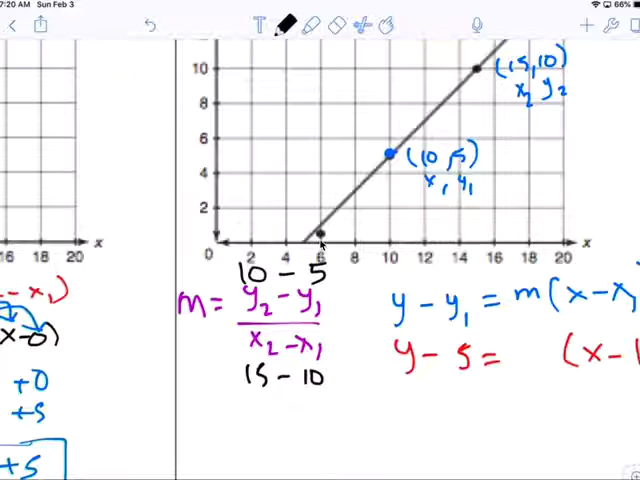 7:20 AM Sun Feb 3
66%
10
8
6
4
2
0
2 4 6 8 10 12 14 16 18 20 x
16 18 20 x
(15,10)
x2 y2
(10,5)
x1 y1
10 - 5
m = y2 - y1
x2 - x1
15 - 10
y - y1 = m(x - x
y - 5 = (x - 1
- x1)
x - 0)
+0
+5
+5